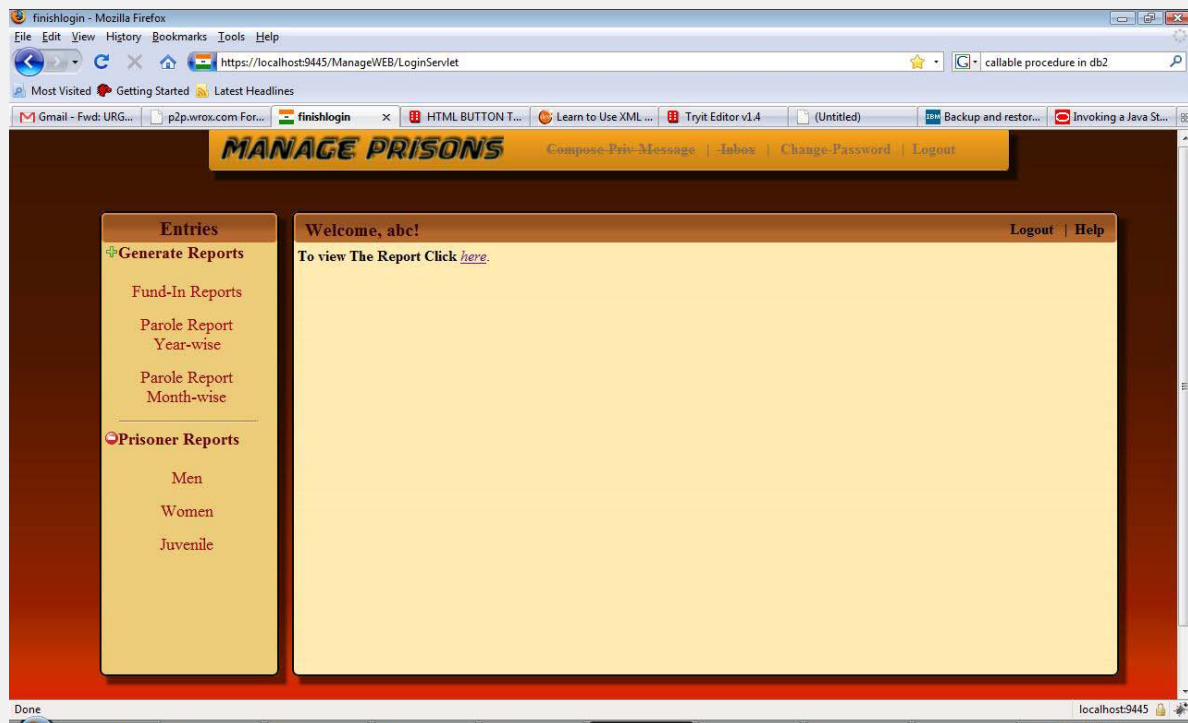 finishlogin - Mozilla Firefox
File Edit View History Bookmarks Tools Help
https://localhost:9445/ManageWEB/LoginServlet
G callable procedure in db2
Most Visited Getting Started Latest Headlines
Gmail - Fwd: URG... p2p.wrox.com For... finishlogin HTML BUTTON T... Learn to Use XML ... Tryit Editor v1.4 (Untitled) IBM Backup and restor... Invoking a Java St...
MANAGE PRISONS Compose Priv Message | Inbox | Change Password | Logout
Entries
Generate Reports
Fund-In Reports
Parole Report
Year-wise
Parole Report
Month-wise
Prisoner Reports
Men
Women
Juvenile
Welcome, abc! Logout | Help
To view The Report Click here.
Done localhost:9445